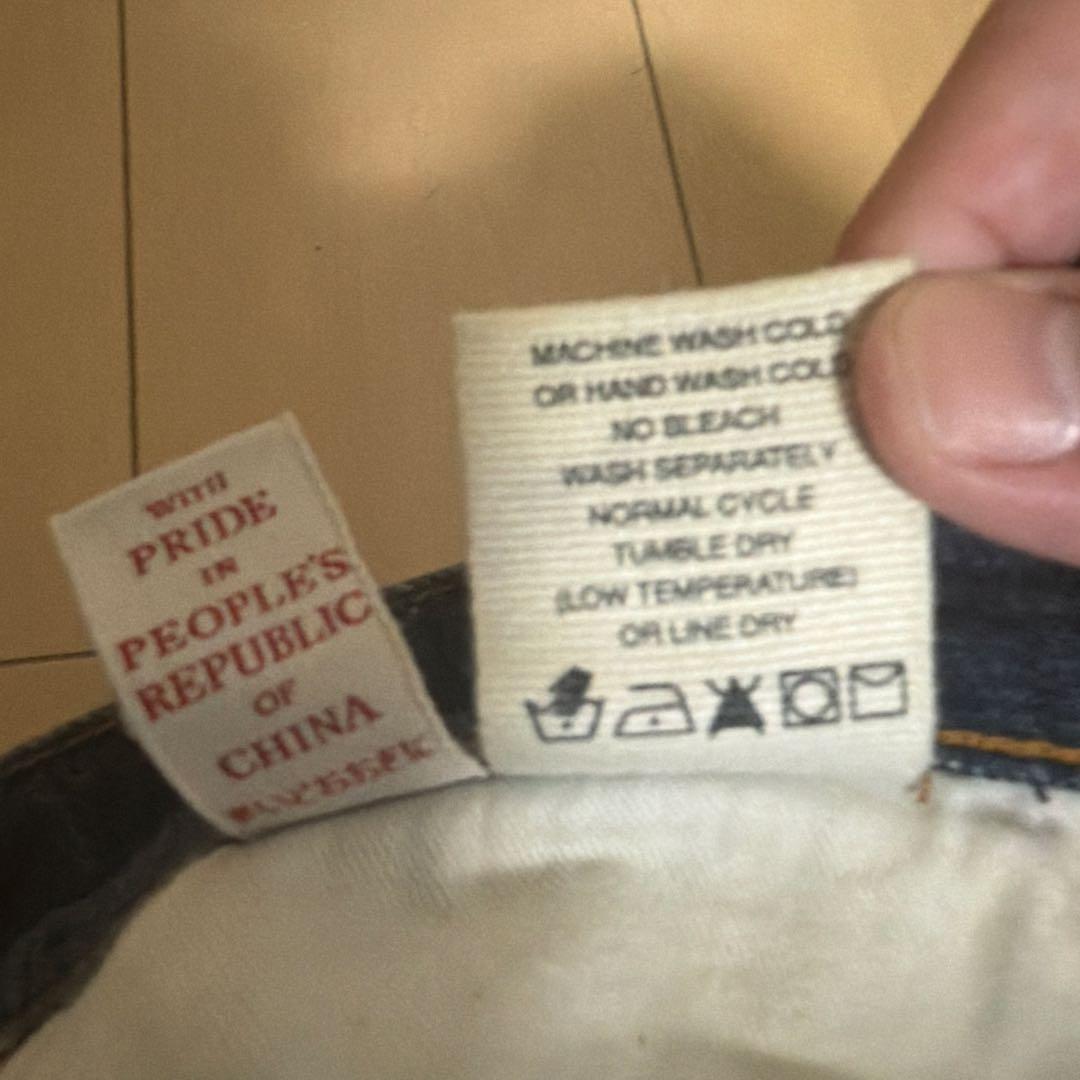 WITH
PRIDE
IN
PEOPLE'S
REPUBLIC
OF
CHINA
MACHINE WASH COLD
OR HAND WASH COLD
NO BLEACH
WASH SEPARATELY
NORMAL CYCLE
TUMBLE DRY
(LOW TEMPERATURE)
OR LINE DRY